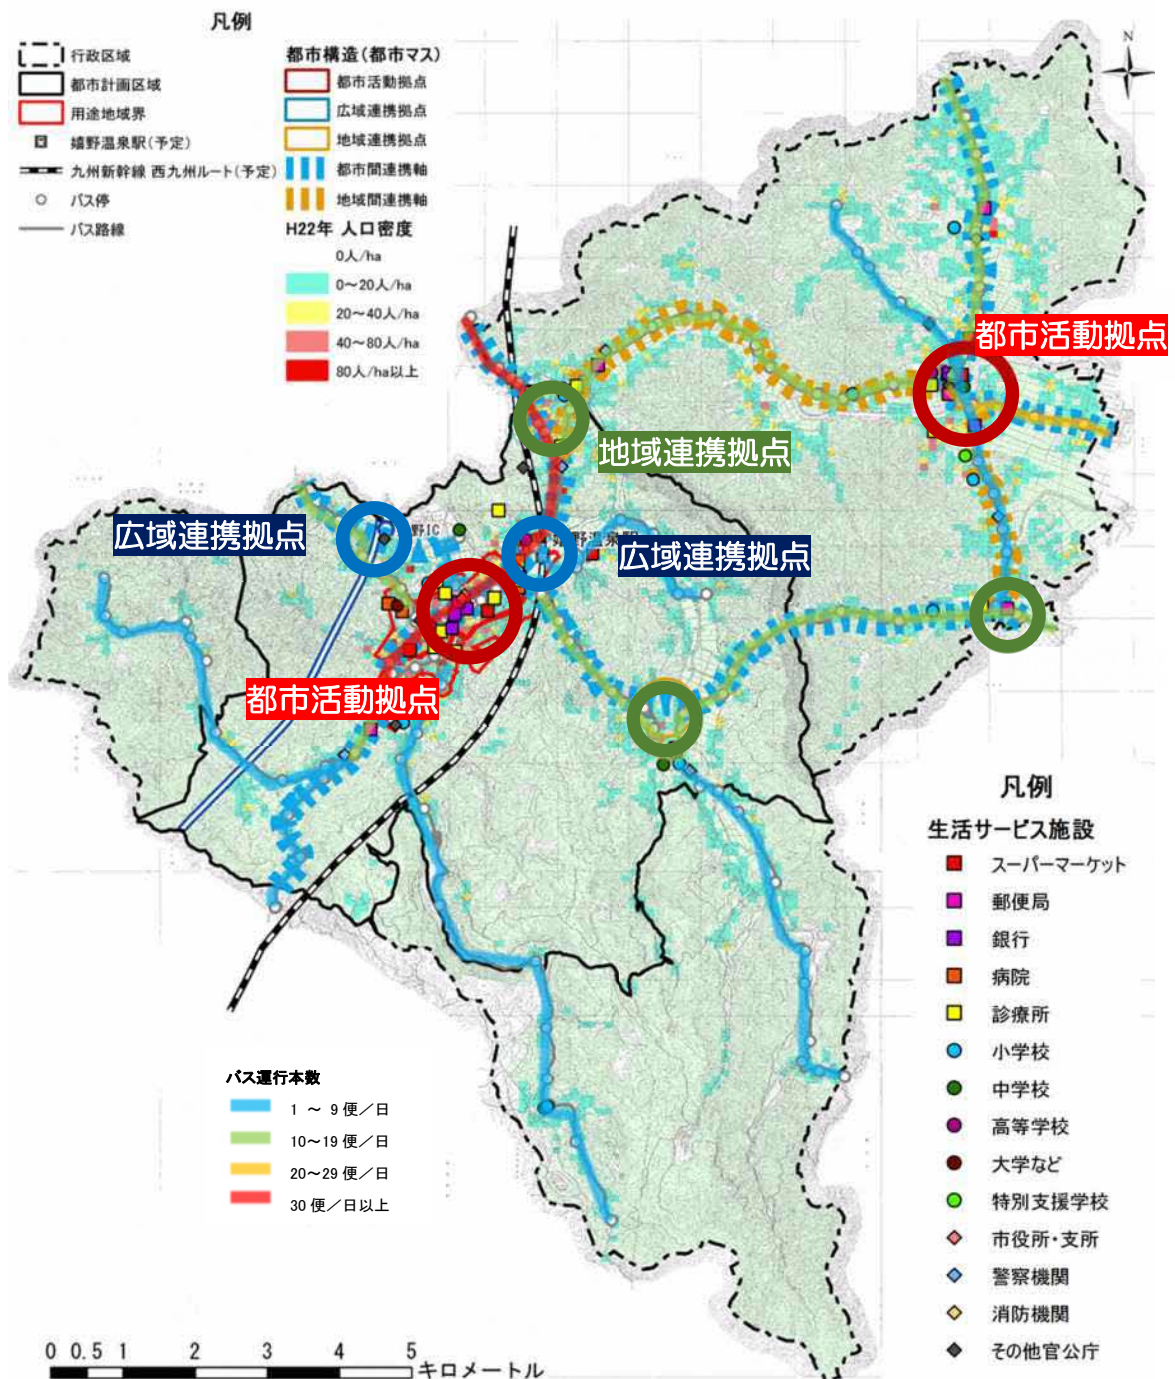 凡例
行政区域
都市計画区域
用途地域界
嬉野温泉駅(予定)
九州新幹線 西九州ルート(予定)
バス停
バス路線
都市構造(都市マス)
都市活動拠点
広域連携拠点
地域連携拠点
都市間連携軸
地域間連携軸
H22年 人口密度
0人/ha
0～20人/ha
20～40人/ha
40～80人/ha
80人/ha以上
N
都市活動拠点
地域連携拠点
広域連携拠点
野IC
嬉野温泉駅
広域連携拠点
都市活動拠点
凡例
生活サービス施設
スーパーマーケット
郵便局
銀行
病院
診療所
小学校
中学校
高等学校
大学など
特別支援学校
市役所・支所
警察機関
消防機関
その他官公庁
バス運行本数
1 ～ 9 便／日
10～19 便／日
20～29 便／日
30 便／日以上
0 0.5 1 2 3 4 5
キロメートル